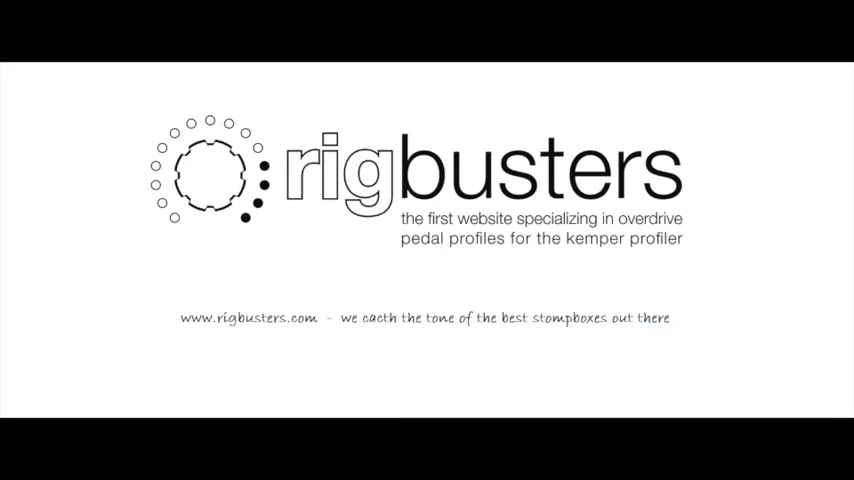 rigbusters
the first website specializing in overdrive
pedal profiles for the kemper profiler
www.rigbusters.com - we cacth the tone of the best stompboxes out there